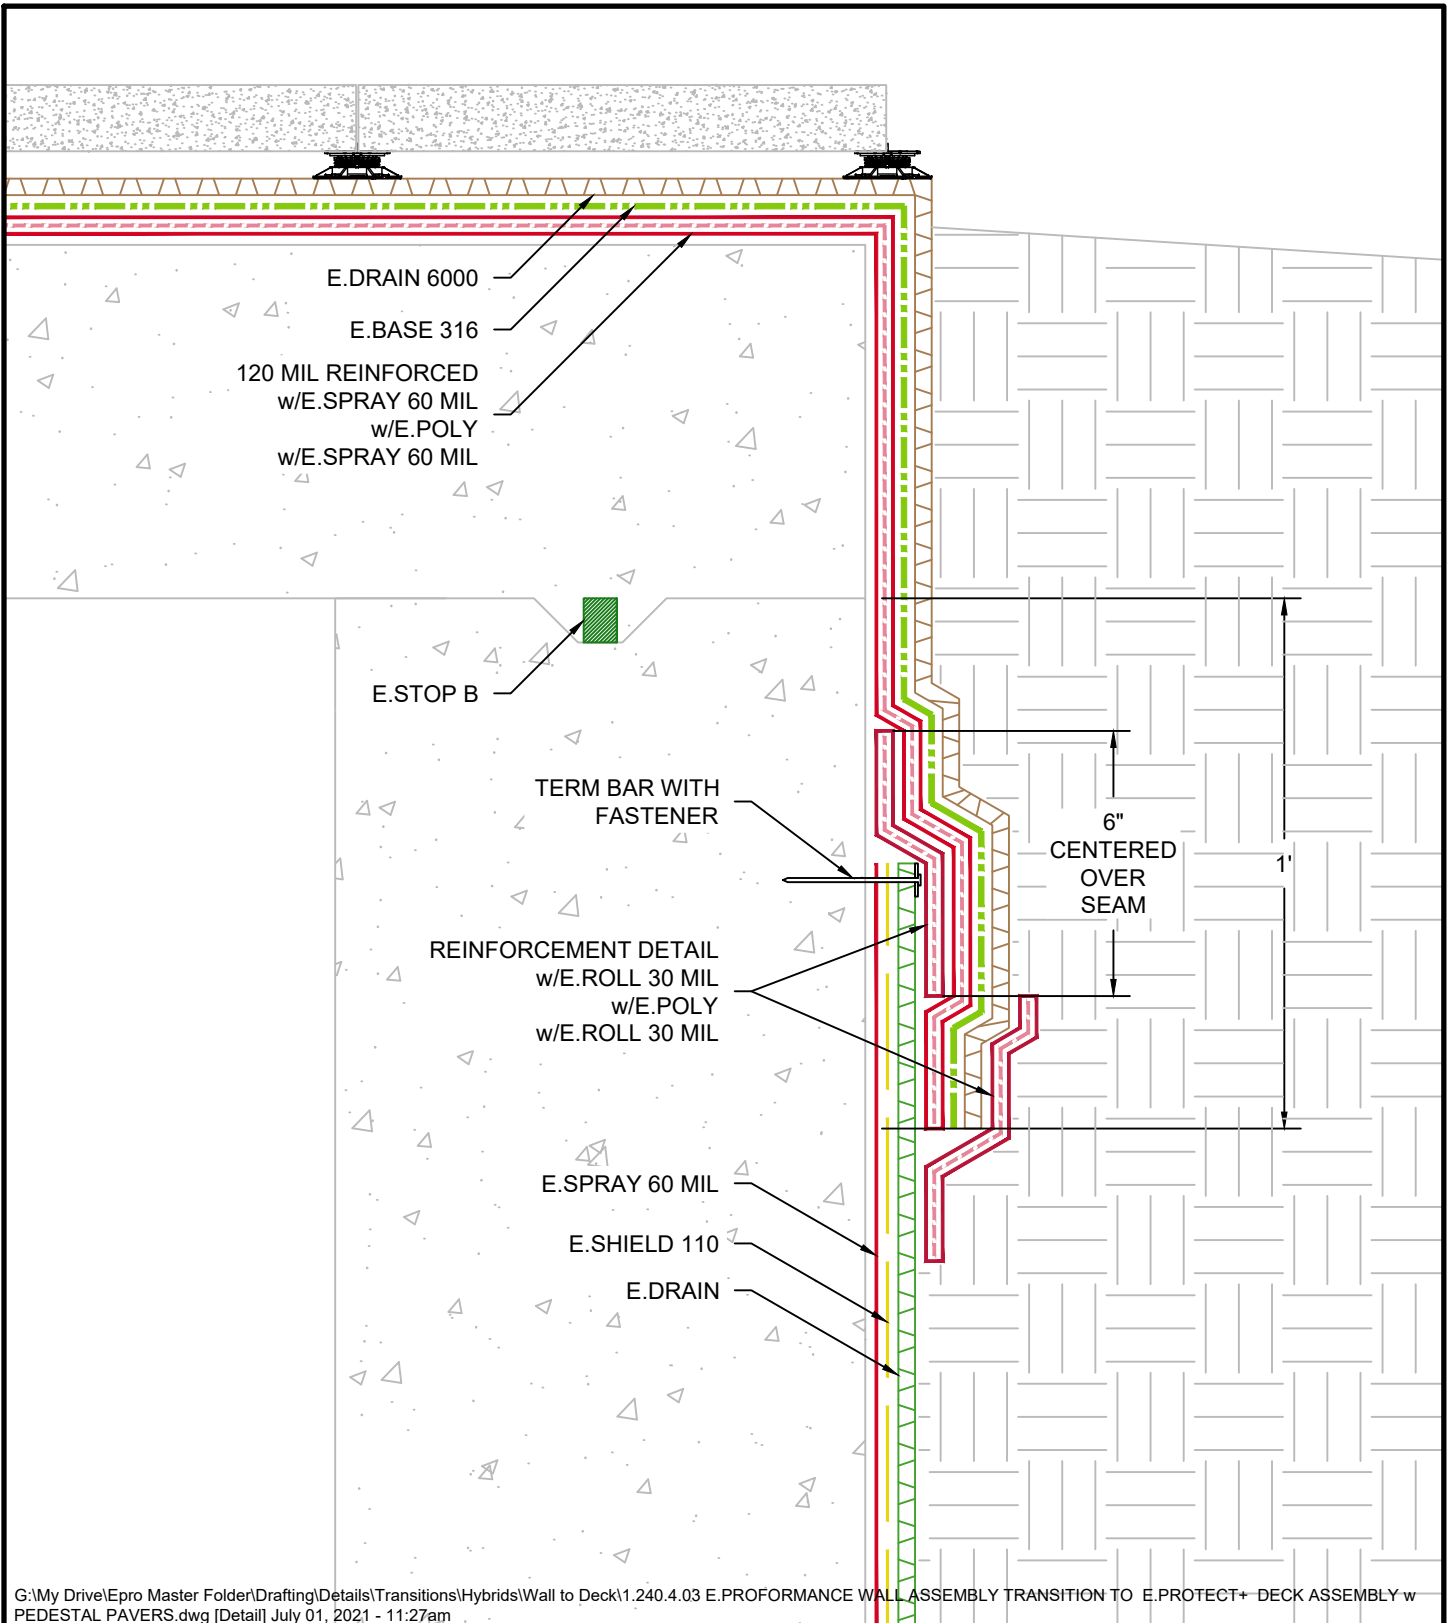 E.DRAIN 6000
E.BASE 316
120 MIL REINFORCED
w/E.SPRAY 60 MIL
w/E.POLY
w/E.SPRAY 60 MIL
E.STOP B
TERM BAR WITH
FASTENER
6"
CENTERED
OVER
SEAM
1'
REINFORCEMENT DETAIL
w/E.ROLL 30 MIL
w/E.POLY
w/E.ROLL 30 MIL
E.SPRAY 60 MIL
E.SHIELD 110
E.DRAIN
G:\My Drive\Epro Master Folder\Drafting\Details\Transitions\Hybrids\Wall to Deck\1.240.4.03 E.PROFORMANCE WALL ASSEMBLY TRANSITION TO E.PROTECT+ DECK ASSEMBLY w
PEDESTAL PAVERS.dwg [Detail] July 01, 2021 - 11:27am